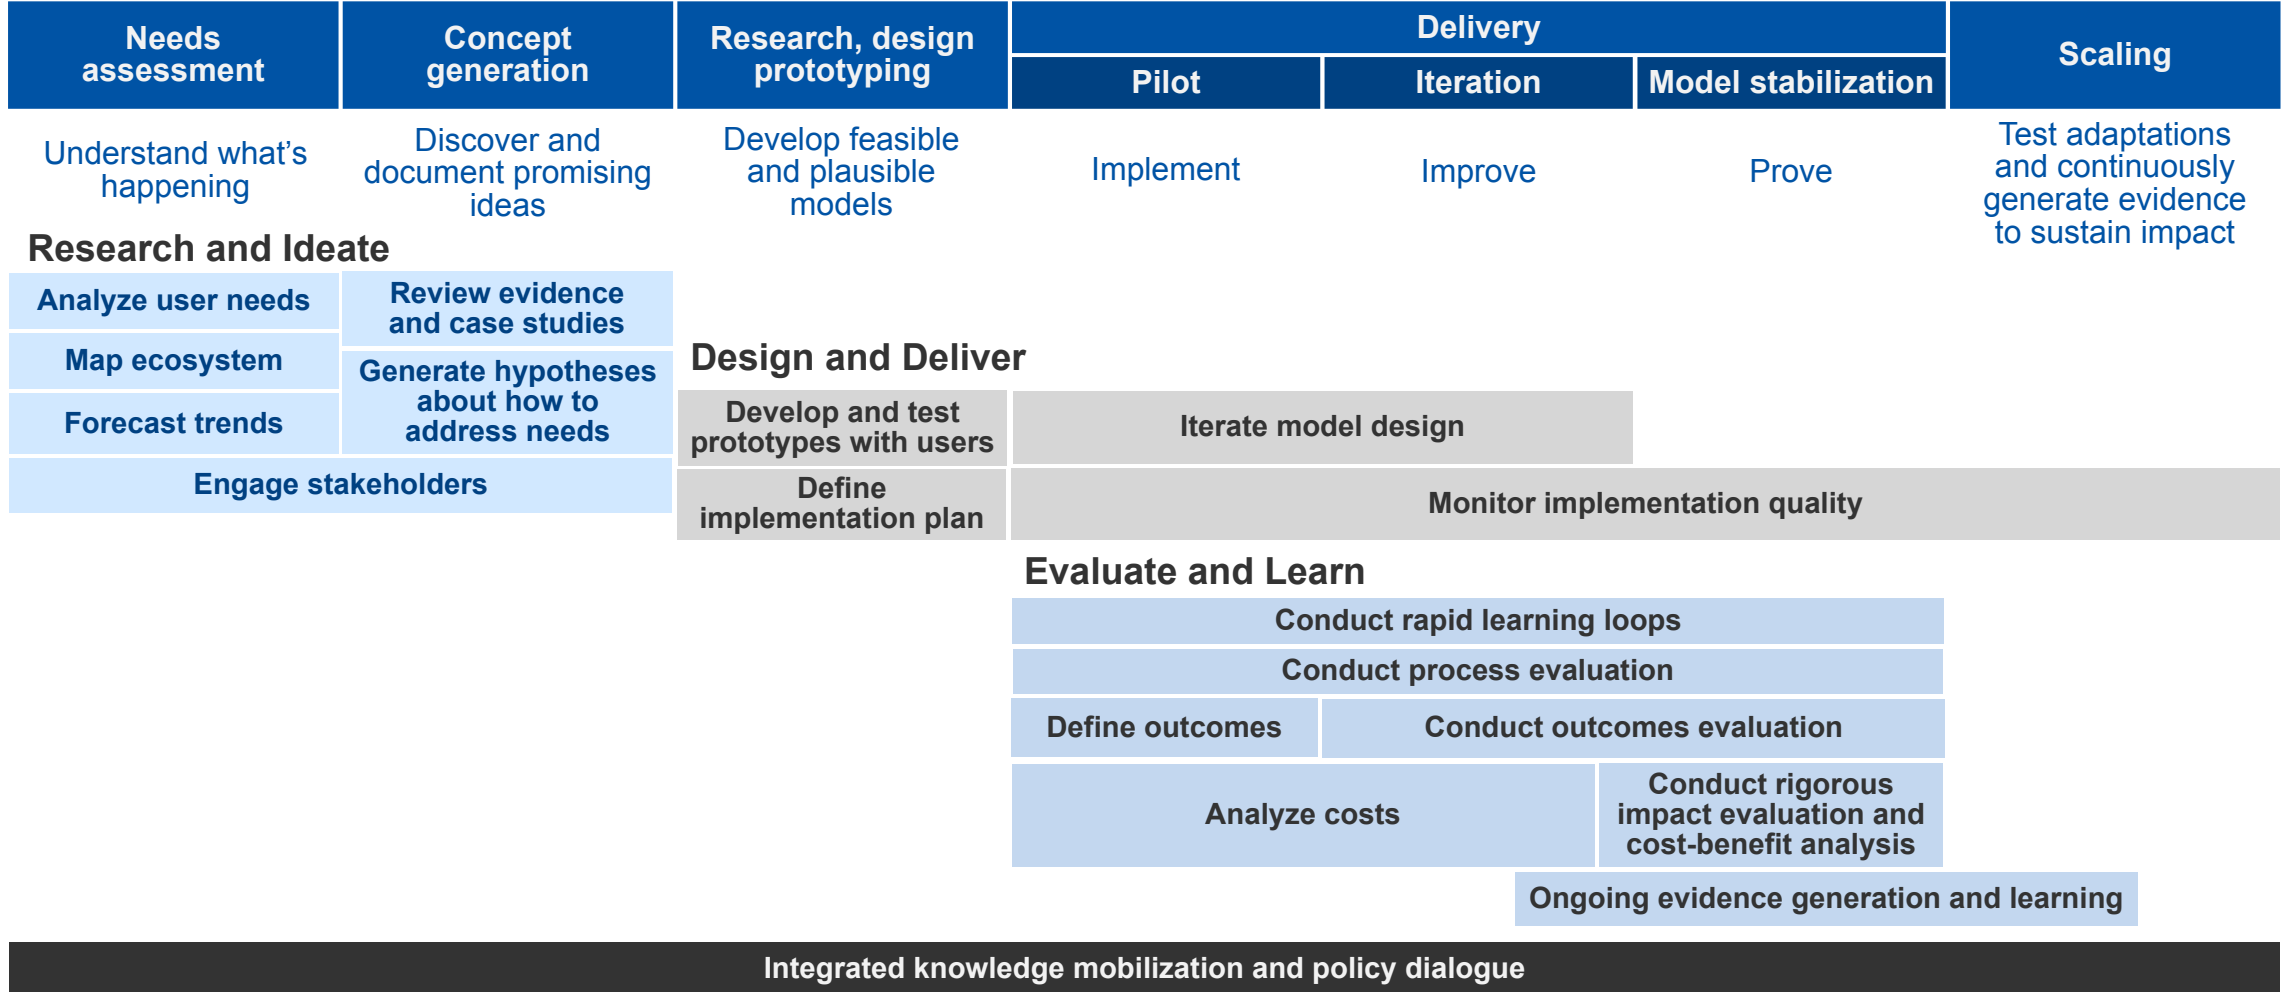 Needs
assessment
Concept
generation
Research, design
prototyping
Delivery
Pilot
Iteration
Model stabilization
Scaling
Understand what’s
happening
Discover and
document promising
ideas
Develop feasible
and plausible
models
Implement
Improve
Prove
Test adaptations
and continuously
generate evidence
to sustain impact
Research and Ideate
Analyze user needs
Map ecosystem
Forecast trends
Review evidence
and case studies
Generate hypotheses
about how to
address needs
Engage stakeholders
Design and Deliver
Develop and test
prototypes with users
Iterate model design
Define
implementation plan
Monitor implementation quality
Evaluate and Learn
Conduct rapid learning loops
Conduct process evaluation
Define outcomes
Conduct outcomes evaluation
Analyze costs
Conduct rigorous
impact evaluation and
cost-benefit analysis
Ongoing evidence generation and learning
Integrated knowledge mobilization and policy dialogue